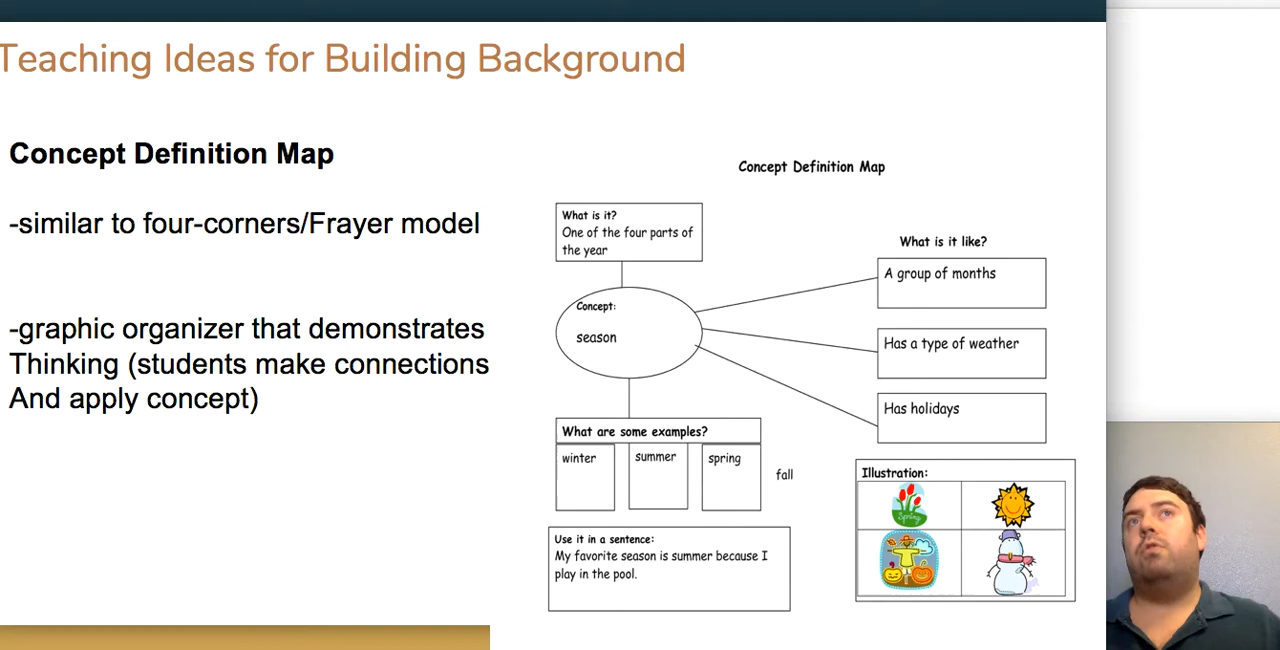 Teaching Ideas for Building Background
Concept Definition Map
-similar to four-corners/Frayer model
-graphic organizer that demonstrates
Thinking (students make connections
And apply concept)
Concept Definition Map
What is it?
One of the four parts of
the year
Concept:
season
What is it like?
A group of months
Has a type of weather
Has holidays
What are some examples?
winter
summer
spring
fall
Use it in a sentence:
My favorite season is summer because I
play in the pool.
Illustration:
Spring